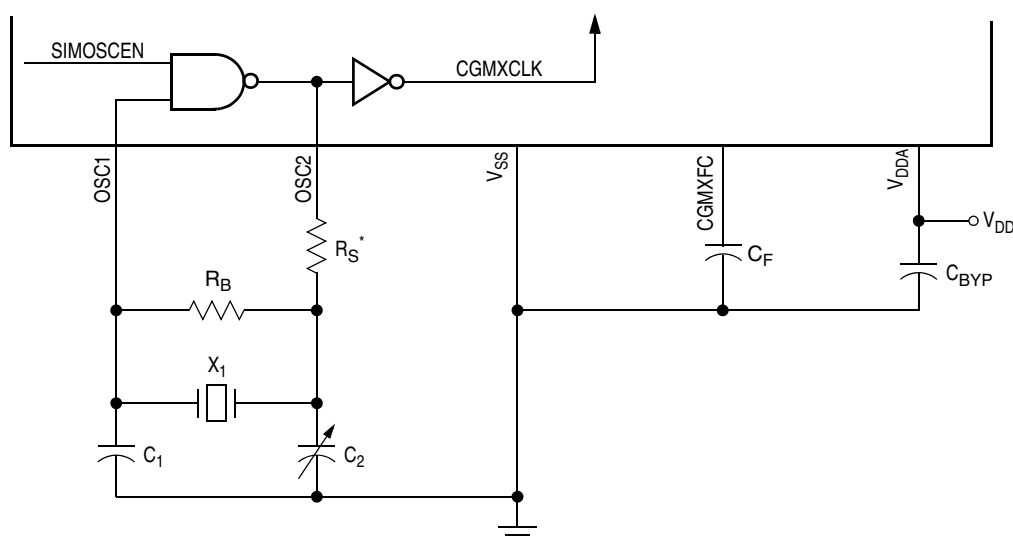 SIMOSCEN
CGMXCLK
OSC1
OSC2
VSS
CGMXFC
VDDA
VDD
RS*
CF
CBYP
RB
X1
C1
C2